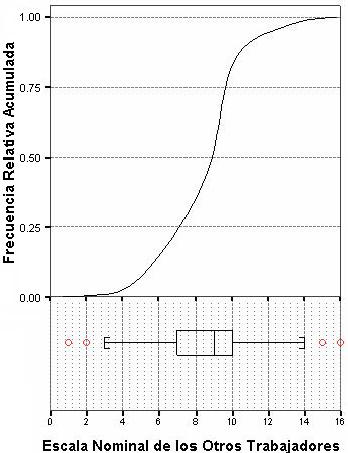 Frecuencia Relativa Acumulada
1.00
0.75
0.50
0.25
0.00
0 2 4 6 8 10 12 14 16
Escala Nominal de los Otros Trabajadores